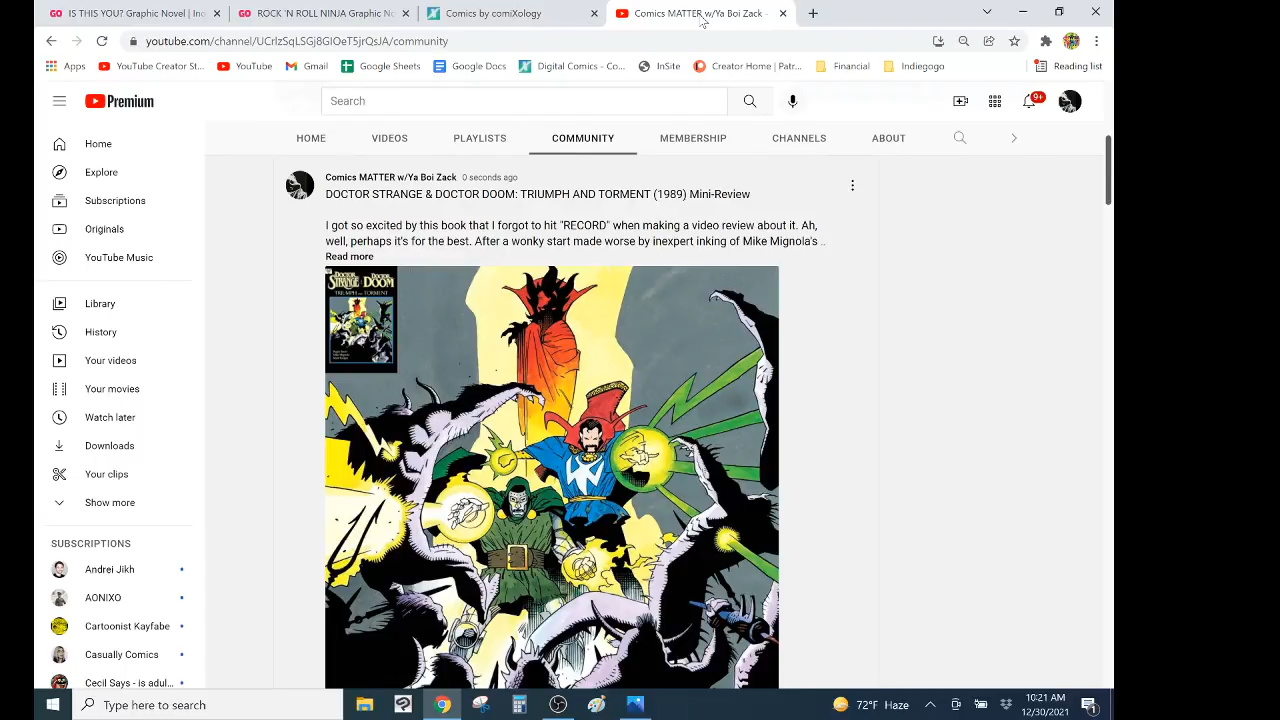 IS THIS YOU? Graphic Novel | Ind
ROCK 'N ROLL NINJA Graphic No
Comics by comiXology
Comics MATTER w/Ya Boi Zack -
youtube.com/channel/UCrIzSqLSGj8GIOeT5jrQsJA/community
Apps
YouTube Creator St...
YouTube
Gmail
Google Sheets
Google Docs
Digital Comics - Co...
InSite
Creator Home | Patr...
Financial
Indiegogo
Reading list
Premium
Search
9+
HOME
VIDEOS
PLAYLISTS
COMMUNITY
MEMBERSHIP
CHANNELS
ABOUT
Home
Explore
Subscriptions
Originals
YouTube Music
Library
History
Your videos
Your movies
Watch later
Downloads
Your clips
Show more
SUBSCRIPTIONS
Andrei Jikh
AONIXO
Cartoonist Kayfabe
Casually Comics
Cecil Says - is adul...
Comics MATTER w/Ya Boi Zack 0 seconds ago
DOCTOR STRANGE & DOCTOR DOOM: TRIUMPH AND TORMENT (1989) Mini-Review
I got so excited by this book that I forgot to hit "RECORD" when making a video review about it. Ah,
well, perhaps it's for the best. After a wonky start made worse by inexpert inking of Mike Mignola's ..
Read more
DOCTOR STRANGE DOCTOR DOOM
TRIUMPH AND TORMENT
Type here to search
72°F Haze
10:21 AM
12/30/2021
1